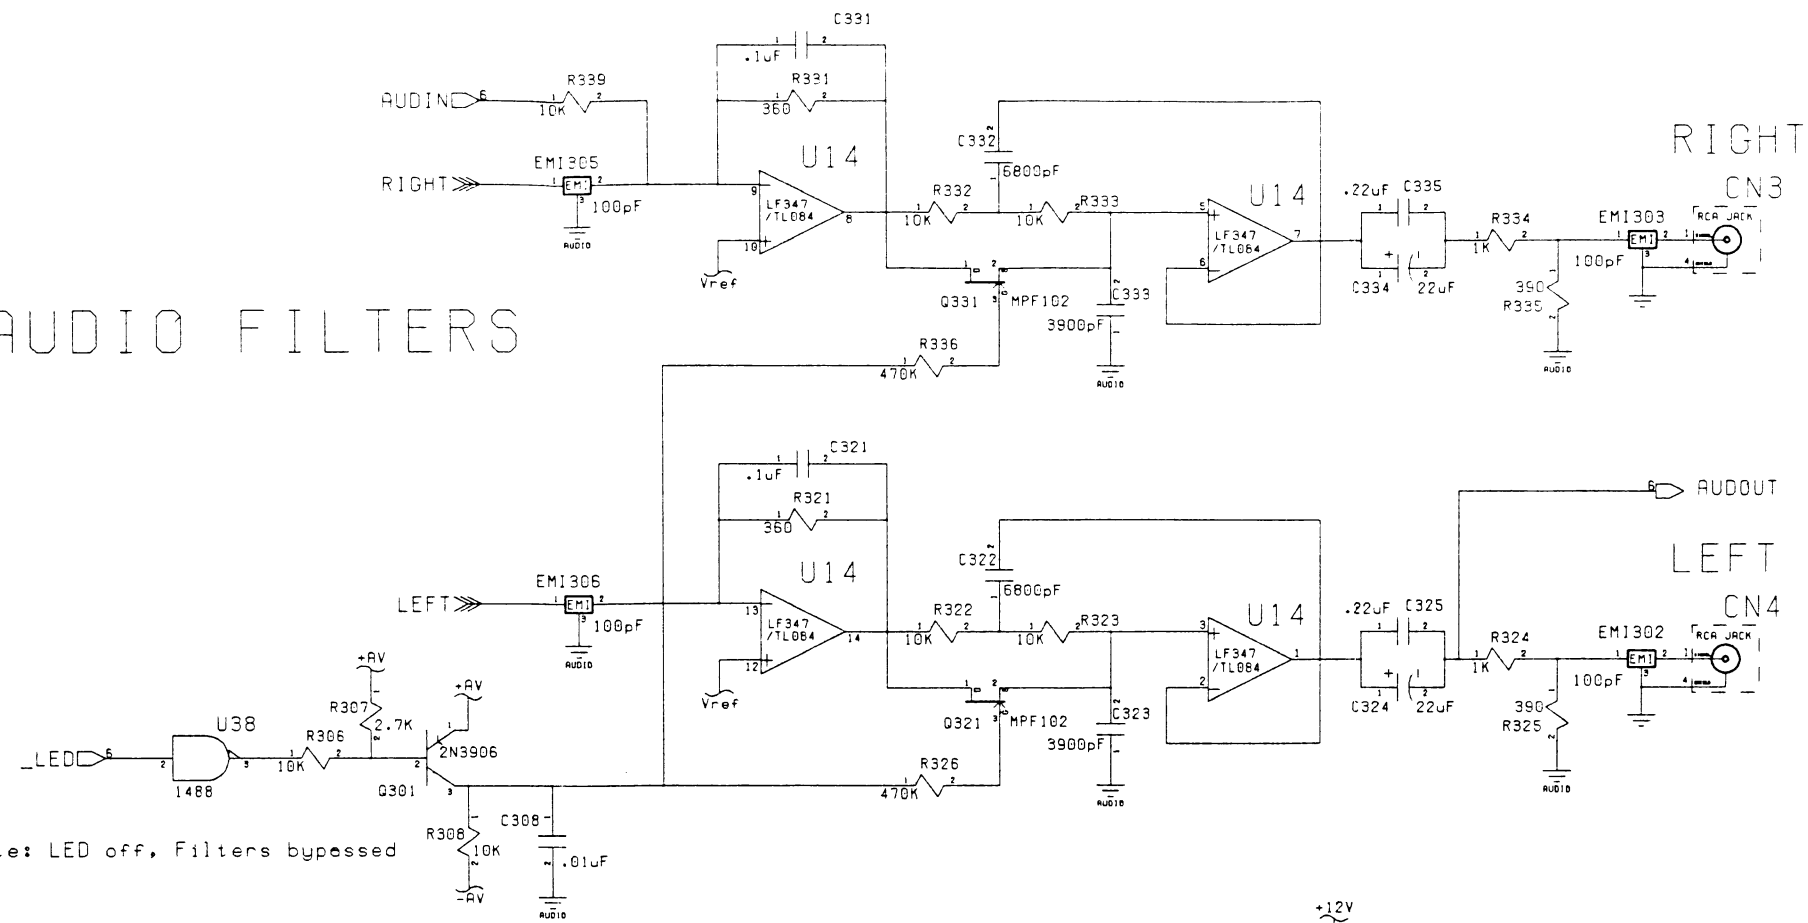 C331
.1uF
R339
R331
AUDIN
6
10K
360
RIGHT
C332
6800pF
EMI305
U14
RIGHT
EMI
100pF
AUDIO
LF347
/TL084
9
10
8
Vref
R332
10K
R333
10K
U14
LF347
/TL084
5
6
7
.22uF
C335
CN3
C334
22uF
R334
1K
EMI303
EMI
100pF
RCA JACK
390
R335
AUDIO
Q331
MPF102
C333
3900pF
AUDIO
AUDIO FILTERS
R336
470K
C321
.1uF
R321
360
AUDOUT
6
C322
6800pF
LEFT
EMI306
U14
LEFT
EMI
100pF
AUDIO
LF347
/TL084
13
12
14
Vref
R322
10K
R323
10K
U14
LF347
/TL084
3
2
1
.22uF
C325
CN4
C324
22uF
R324
1K
EMI302
EMI
100pF
RCA JACK
390
R325
AUDIO
Q321
MPF102
C323
3900pF
AUDIO
+AV
+AV
R307
2.7K
U38
R306
10K
2N3906
_LED
6
1488
Q301
R326
470K
R308
10K
C308
.01uF
-AV
AUDIO
e: LED off, Filters bypassed
+12V